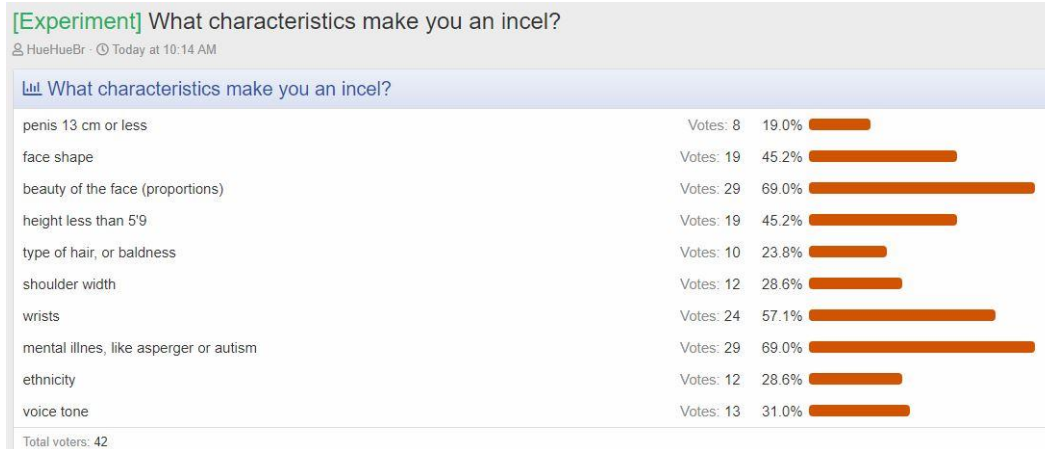 [Experiment] What characteristics make you an incel?
HueHueBr · Today at 10:14 AM
What characteristics make you an incel?
penis 13 cm or less Votes: 8 19.0%
face shape Votes: 19 45.2%
beauty of the face (proportions) Votes: 29 69.0%
height less than 5'9 Votes: 19 45.2%
type of hair, or baldness Votes: 10 23.8%
shoulder width Votes: 12 28.6%
wrists Votes: 24 57.1%
mental illnes, like asperger or autism Votes: 29 69.0%
ethnicity Votes: 12 28.6%
voice tone Votes: 13 31.0%
Total voters: 42